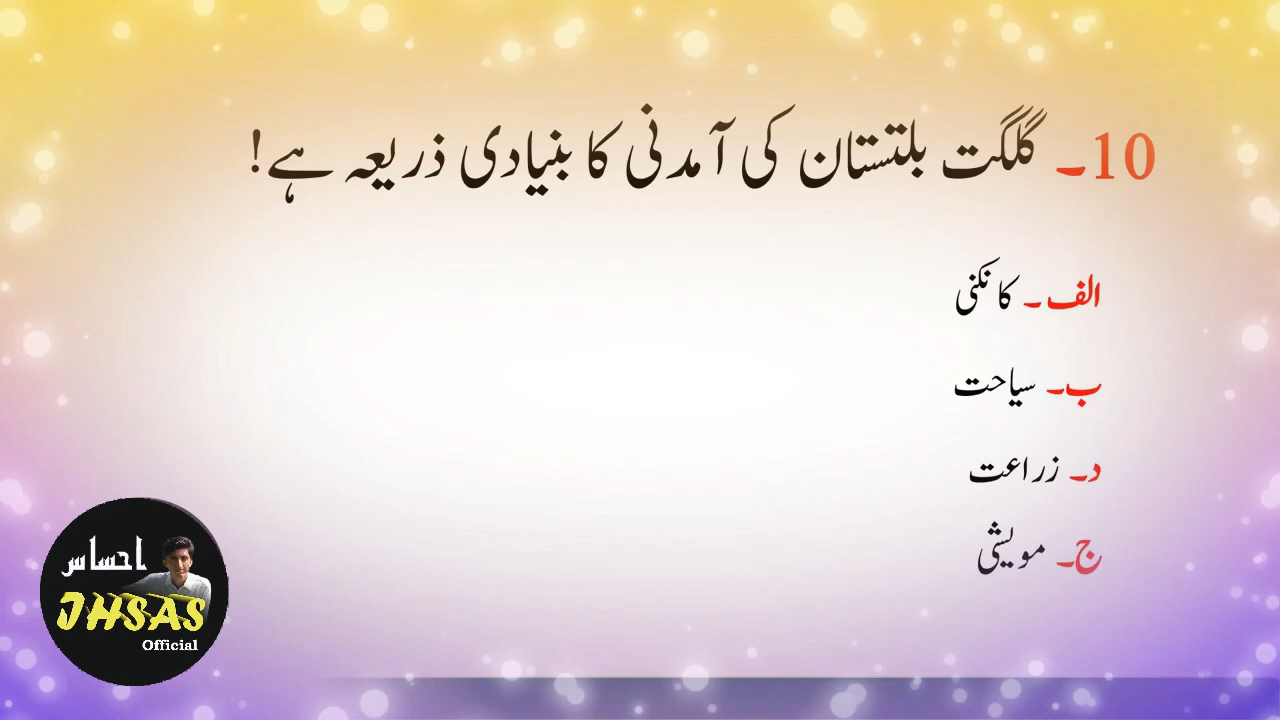 10۔ گلگت بلتستان کی آمدنی کا بنیادی ذریعہ ہے!
الف۔ کانکنی
ب۔ سیاحت
د۔ زراعت
ج۔ مویشی
احساس
IHSAS
Official